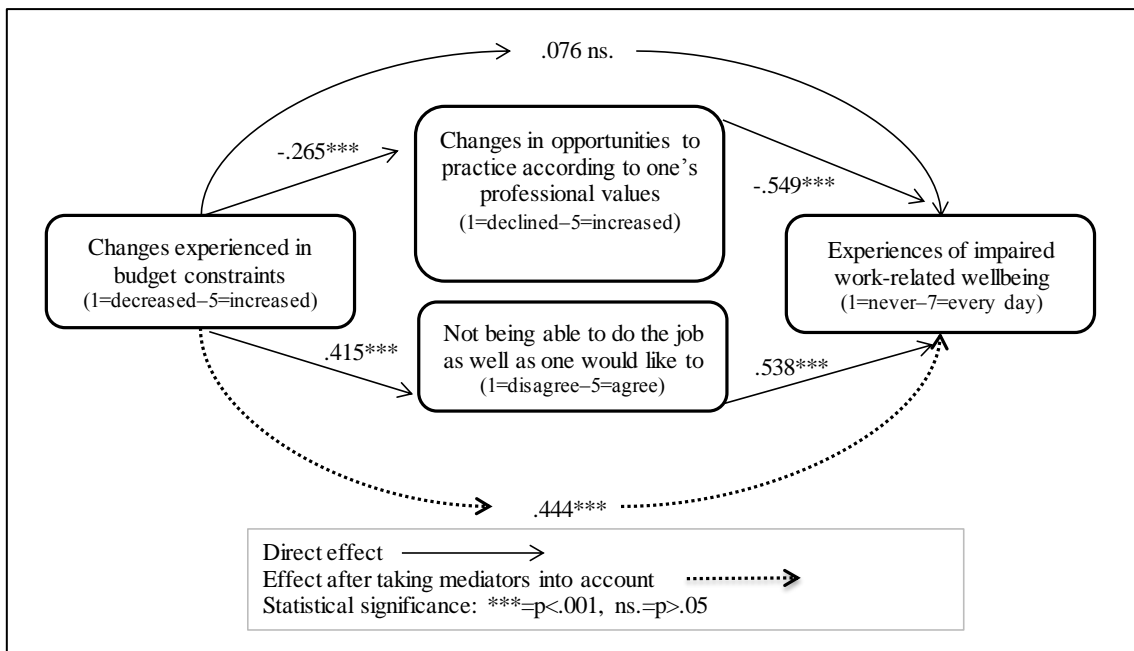 .076 ns.
Changes in opportunities to
practice according to one's
professional values
(1=declined–5=increased)
-.265***
-.549***
Changes experienced in
budget constraints
(1=decreased–5=increased)
Experiences of impaired
work-related wellbeing
(1=never–7=every day)
Not being able to do the job
as well as one would like to
(1=disagree–5=agree)
.415***
.538***
.444***
Direct effect
Effect after taking mediators into account
Statistical significance: ***=p<.001, ns.=p>.05